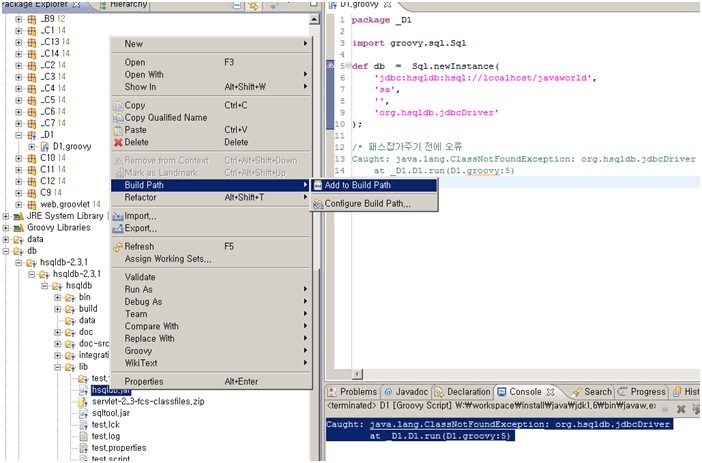 Package Explorer
Hierarchy
_B9 12
_C1 14
_C13 14
_C14 14
_C2 14
_C3 14
_C4 14
_C5 14
_C6 14
_C7 14
_D1
D1.groovy
C10 14
C11 14
C12 14
C9 14
web.groovlet 14
JRE System Library
Groovy Libraries
data
db
hsqldb-2.3.1
hsqldb-2.3.1
hsqldb
bin
build
data
doc
doc-src
integration
lib
hsqldb.jar
servlet-2_3-fcs-classfiles.zip
sqltool.jar
test.lck
test.log
test.properties
test.script
New
Open F3
Open With
Show In Alt+Shift+W
Copy Ctrl+C
Copy Qualified Name
Paste Ctrl+V
Delete Delete
Remove from Context Ctrl+Alt+Shift+Down
Mark as Landmark Ctrl+Alt+Shift+Up
Build Path
Refactor Alt+Shift+T
Import...
Export...
Refresh F5
Assign Working Sets...
Validate
Run As
Debug As
Team
Compare With
Replace With
Groovy
WikiText
Properties Alt+Enter
Add to Build Path
Configure Build Path...
D1.groovy
1 package _D1
2
3 import groovy.sql.Sql
4
5 def db = Sql.newInstance(
6 'jdbc:hsqldb:hsql://localhost/javaworld',
7 'sa',
8 '',
9 'org.hsqldb.jdbcDriver'
10 );
11
12 /* 패스잡가주기 전에 오류
13 Caught: java.lang.ClassNotFoundException: org.hsqldb.jdbcDriver
14 at _D1.D1.run(D1.groovy:5)
Problems
Javadoc
Declaration
Console
Search
Progress
<terminated> D1 [Groovy Script] W:\workspace\install\java\jdk1.6\bin\javaw.ex
Caught: java.lang.ClassNotFoundException: org.hsqldb.jdbcDriver
at _D1.D1.run(D1.groovy:5)